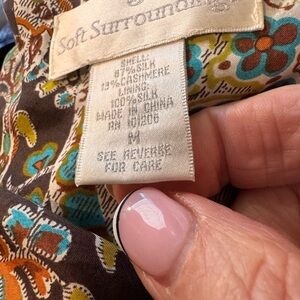 Soft Surroundings
SHELL:
87% SILK
13% CASHMERE
LINING:
100% SILK
MADE IN CHINA
RN 101206
M
SEE REVERSE
FOR CARE